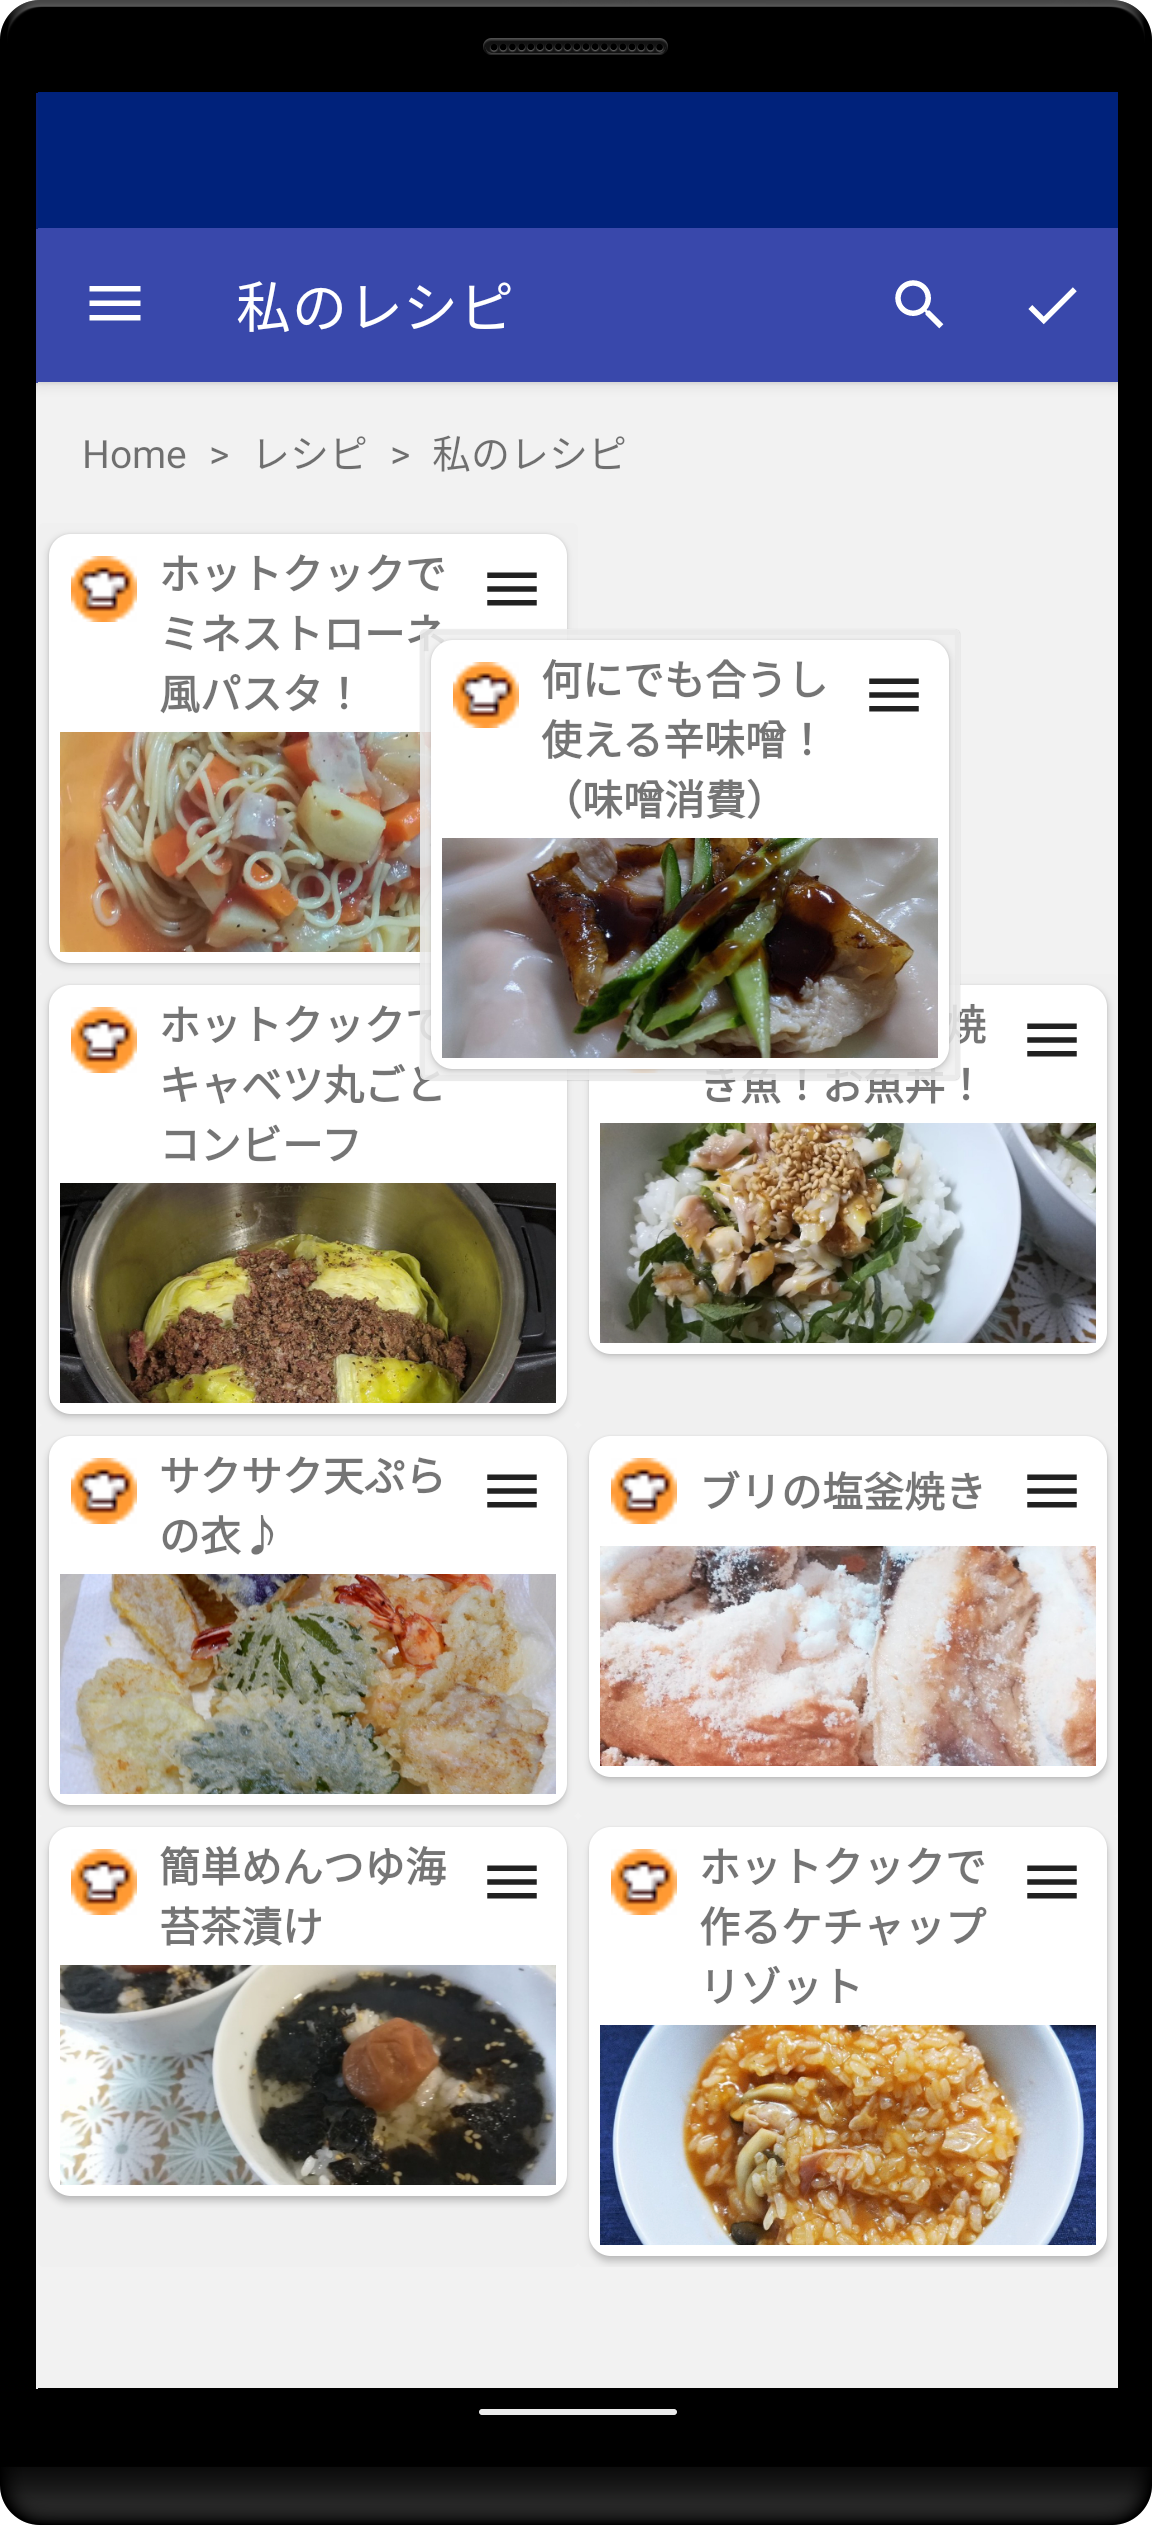 私のレシピ
Home > レシピ > 私のレシピ
ホットクックで
ミネストローネ
風パスタ！
何にでも合うし
使える辛味噌！
（味噌消費）
ホットクックで
キャベツ丸ごと
コンビーフ
焼
き魚！お魚丼！
サクサク天ぷら
の衣♪
ブリの塩釜焼き
簡単めんつゆ海
苔茶漬け
ホットクックで
作るケチャップ
リゾット